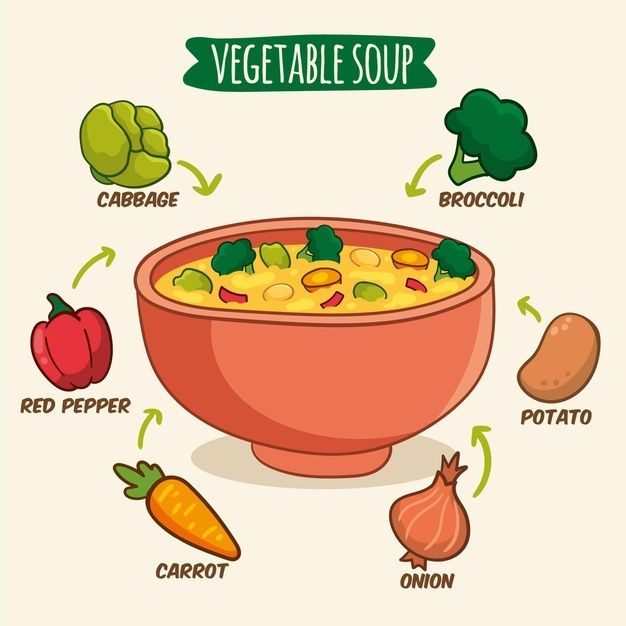 VEGETABLE SOUP
CABBAGE
BROCCOLI
RED PEPPER
POTATO
CARROT
ONION